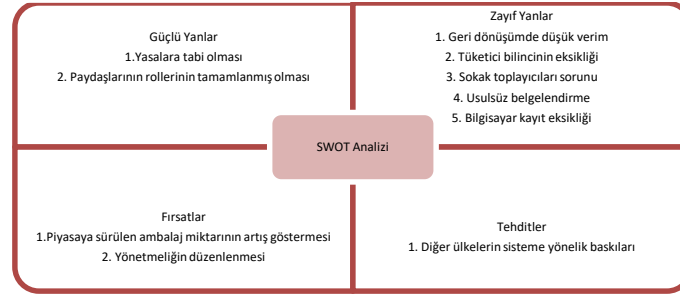 Güçlü Yanlar
1.Yasalara tabi olması
2. Paydaşlarının rollerinin tamamlanmış olması
Zayıf Yanlar
1. Geri dönüşümde düşük verim
2. Tüketici bilincinin eksikliği
3. Sokak toplayıcıları sorunu
4. Usulsüz belgelendirme
5. Bilgisayar kayıt eksikliği
SWOT Analizi
Fırsatlar
1.Piyasaya sürülen ambalaj miktarının artış göstermesi
2. Yönetmeliğin düzenlenmesi
Tehditler
1. Diğer ülkelerin sisteme yönelik baskıları